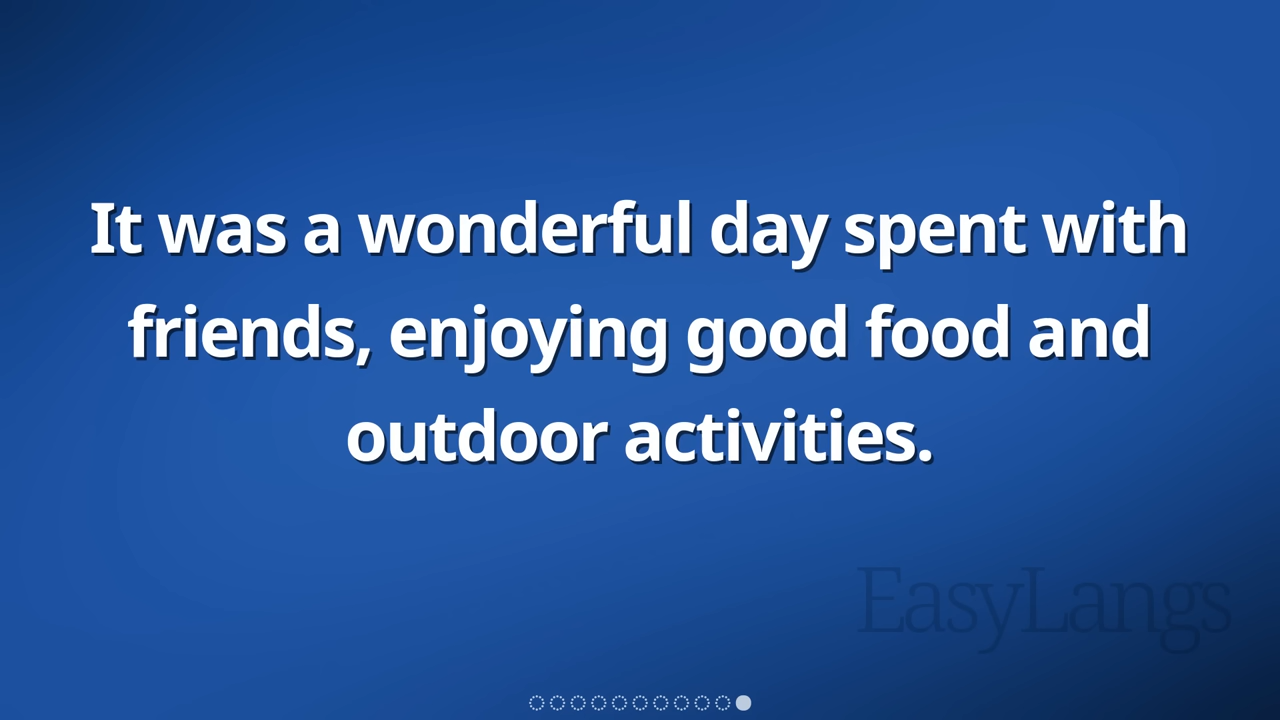 It was a wonderful day spent with
friends, enjoying good food and
outdoor activities.
EasyLangs